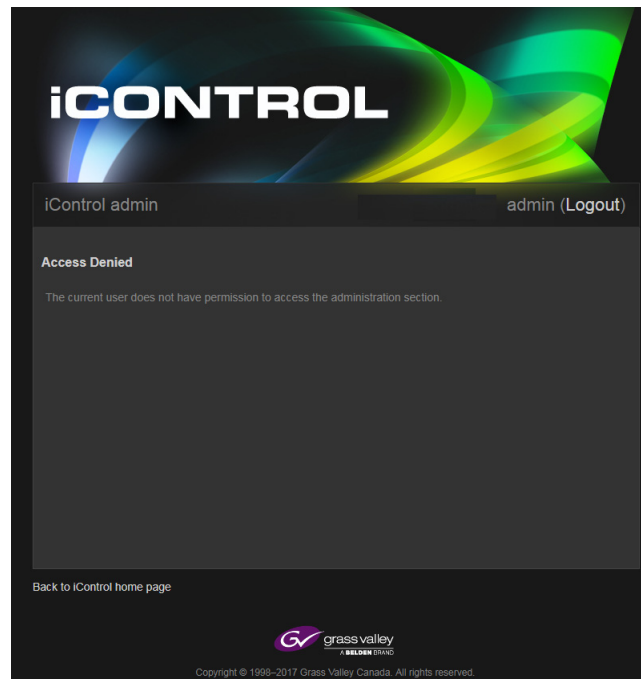 iCONTROL
iControl admin
admin (Logout)
Access Denied
The current user does not have permission to access the administration section.
Back to iControl home page
GV grass valley
A BELDEN BRAND
Copyright © 1998–2017 Grass Valley Canada. All rights reserved.